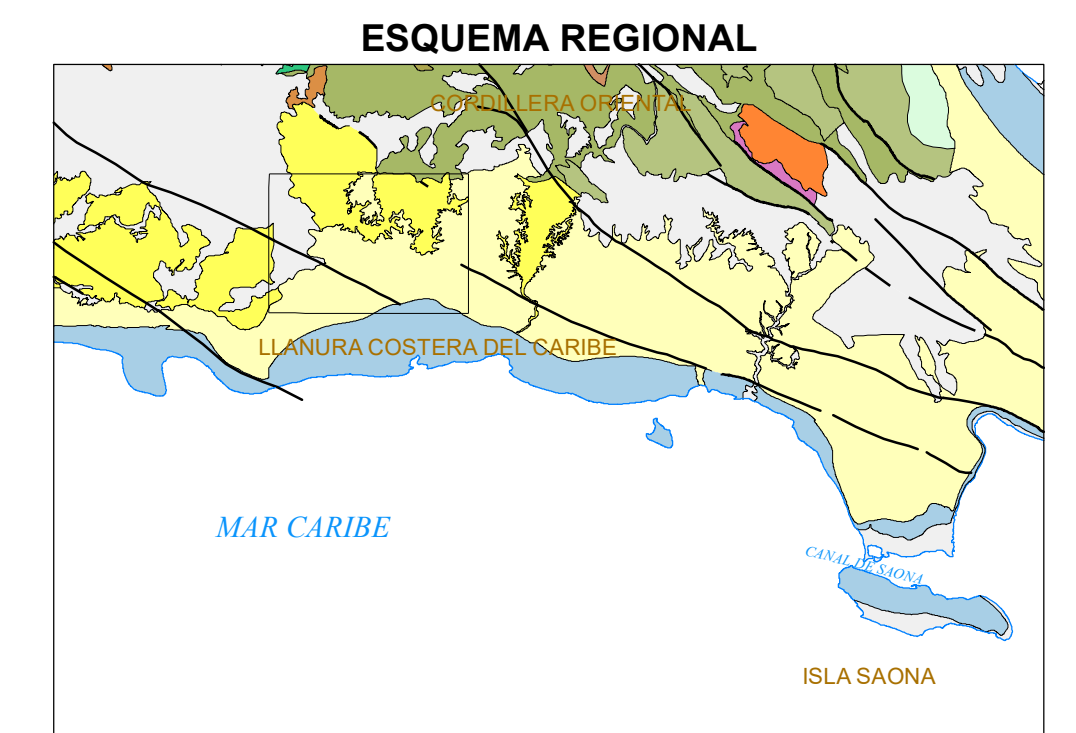 ESQUEMA REGIONAL
CORDILLERA ORIENTAL
LLANURA COSTERA DEL CARIBE
MAR CARIBE
CANAL DE SAONA
ISLA SAONA